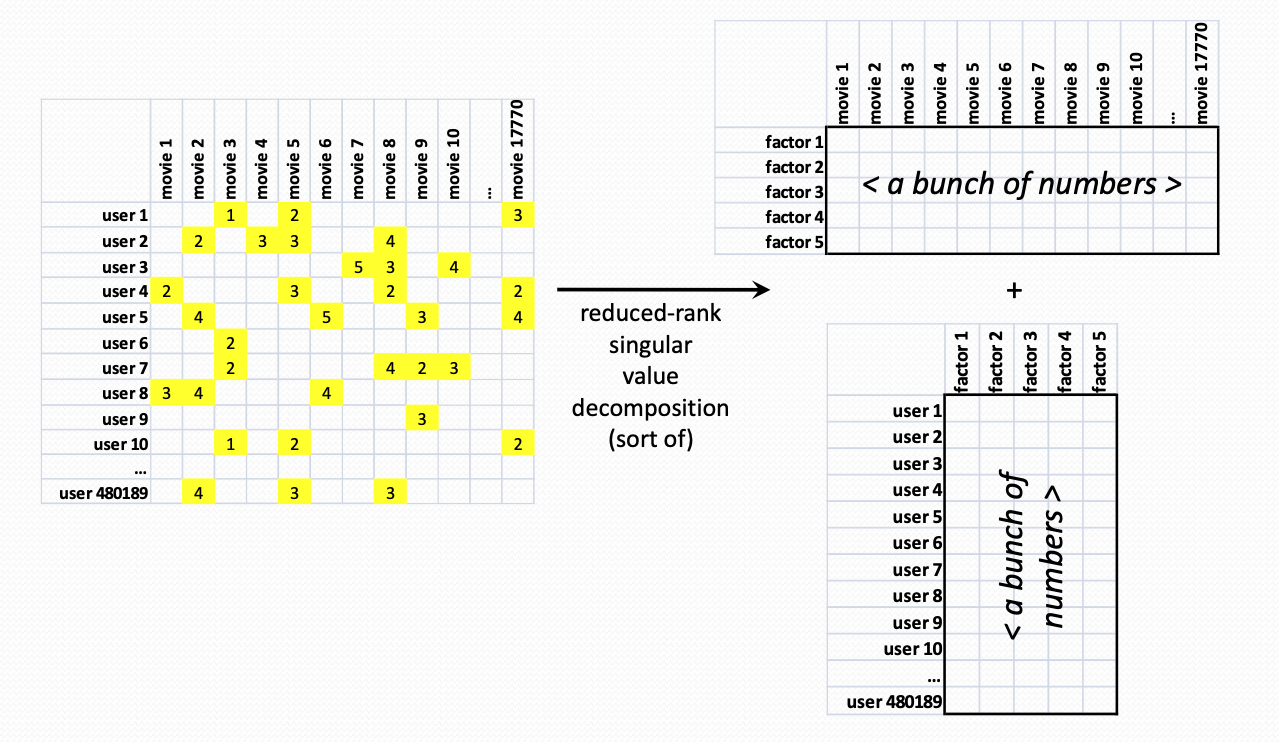 movie 1 movie 2 movie 3 movie 4 movie 5 movie 6 movie 7 movie 8 movie 9 movie 10 ... movie 17770
user 1 1 2 3
user 2 2 3 3 4
user 3 5 3 4
user 4 2 3 2 2
user 5 4 5 3 4
user 6 2
user 7 2 4 2 3
user 8 3 4 4
user 9 3
user 10 1 2 2
...
user 480189 4 3 3
reduced-rank
singular
value
decomposition
(sort of)
movie 1 movie 2 movie 3 movie 4 movie 5 movie 6 movie 7 movie 8 movie 9 movie 10 ... movie 17770
factor 1
factor 2
factor 3
factor 4
factor 5
< a bunch of numbers >
+
factor 1 factor 2 factor 3 factor 4 factor 5
user 1
user 2
user 3
user 4
user 5
user 6
user 7
user 8
user 9
user 10
...
user 480189
< a bunch of
numbers >